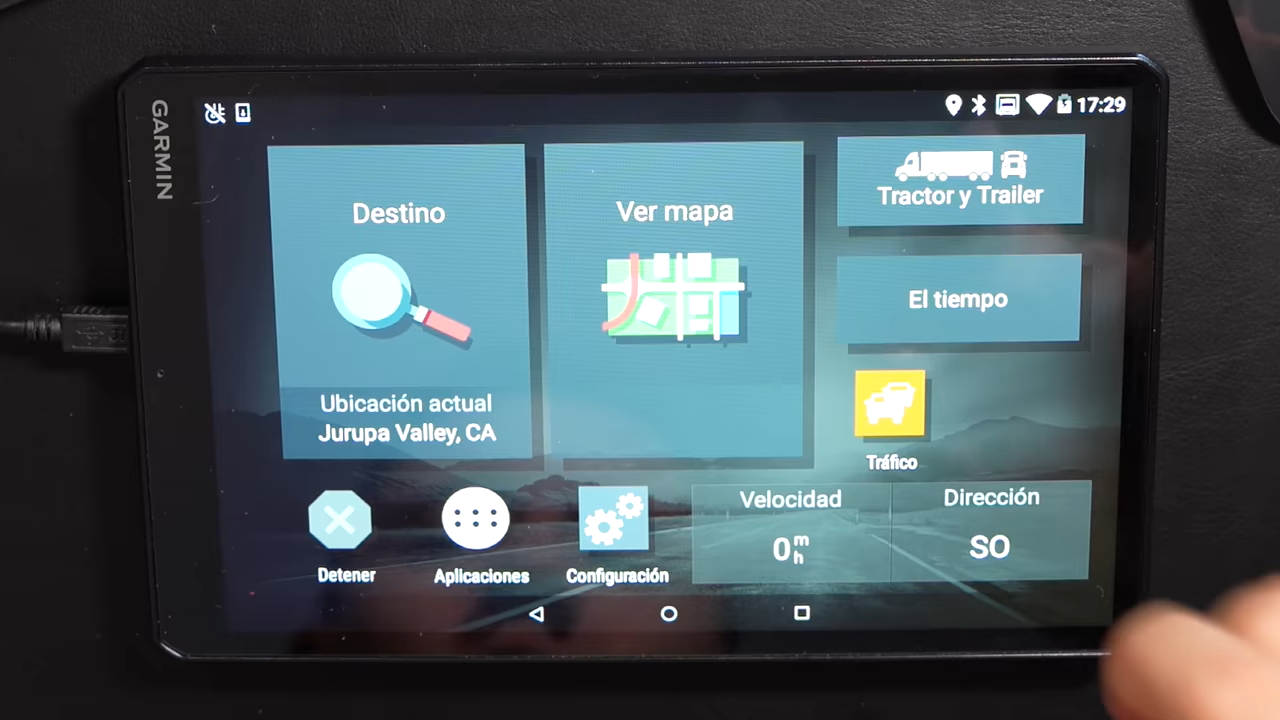 GARMIN
17:29
Destino
Ubicación actual
Jurupa Valley, CA
Ver mapa
Tractor y Trailer
El tiempo
Tráfico
Detener
Aplicaciones
Configuración
Velocidad
0 m
h
Dirección
SO